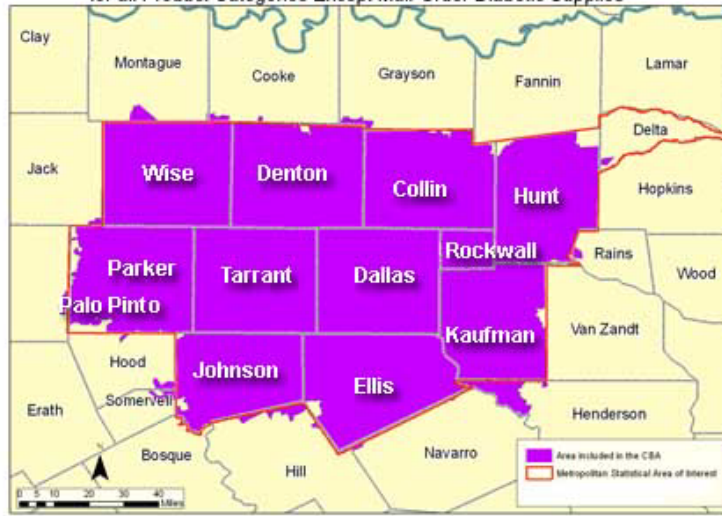 for all Product Categories Except Mail Order Diabetic Supplies
Clay
Montague
Cooke
Grayson
Fannin
Lamar
Delta
Jack
Wise
Denton
Collin
Hunt
Hopkins
Rockwall
Rains
Wood
Parker
Tarrant
Dallas
Palo Pinto
Kaufman
Van Zandt
Hood
Johnson
Ellis
Somervell
Erath
Henderson
Bosque
Hill
Navarro
Area included in the CBA
Metropolitan Statistical Area of Interest
N
0 5 10 20 30 40
Miles